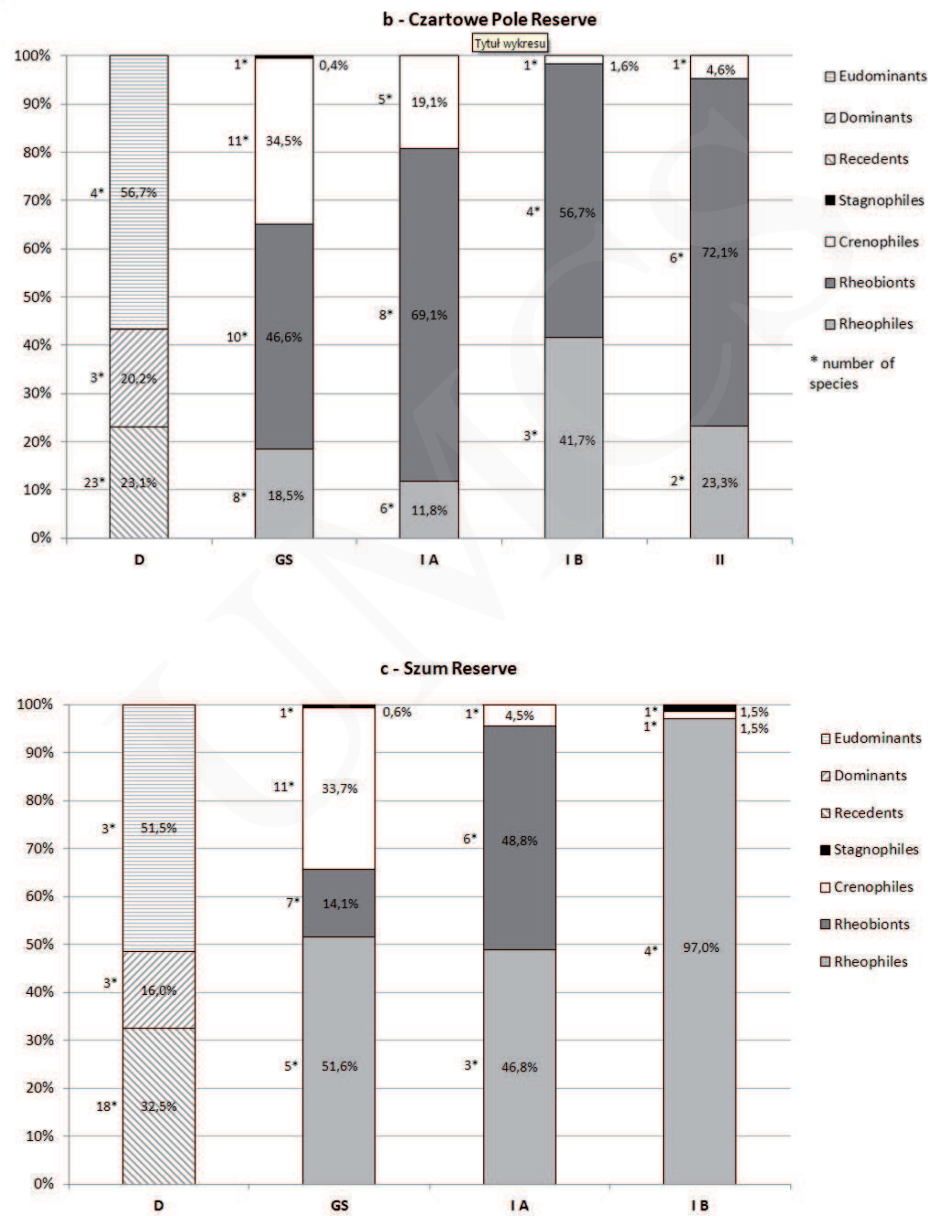 b - Czartowe Pole Reserve
Tytuł wykresu
100%
90%
80%
70%
60%
50%
40%
30%
20%
10%
0%
4* 56,7%
3* 20,2%
23* 23,1%
1* 0,4%
11* 34,5%
10* 46,6%
8* 18,5%
5* 19,1%
8* 69,1%
6* 11,8%
1* 1,6%
4* 56,7%
3* 41,7%
1* 4,6%
6* 72,1%
2* 23,3%
D GS I A I B II
Eudominants
Dominants
Recedents
Stagnophiles
Crenophiles
Rheobionts
Rheophiles
* number of
species
UMCS
c - Szum Reserve
100%
90%
80%
70%
60%
50%
40%
30%
20%
10%
0%
3* 51,5%
3* 16,0%
18* 32,5%
1* 0,6%
11* 33,7%
7* 14,1%
5* 51,6%
1* 4,5%
6* 48,8%
3* 46,8%
1* 1,5%
1* 1,5%
4* 97,0%
D GS I A I B
Eudominants
Dominants
Recedents
Stagnophiles
Crenophiles
Rheobionts
Rheophiles